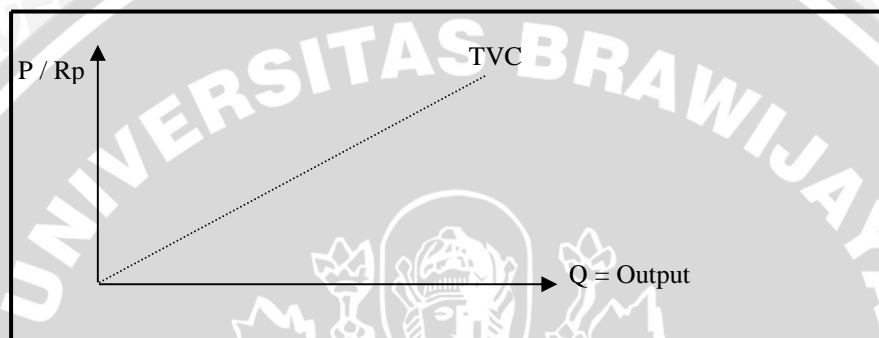 UNIVERSITAS BRAWIJAYA
TVC
P / Rp
Q = Output